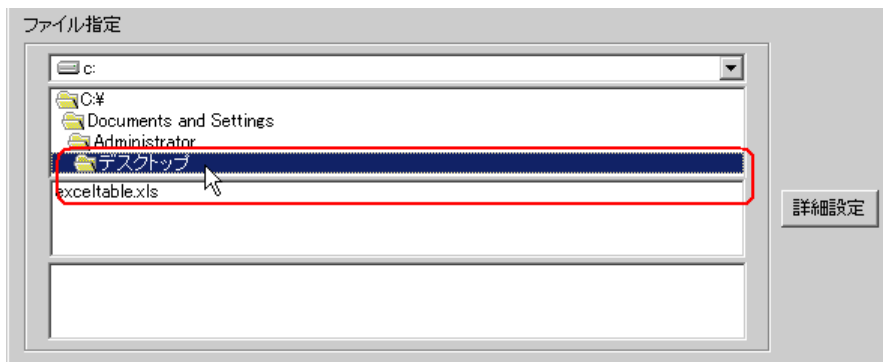 ファイル指定
c:
C:¥
Documents and Settings
Administrator
デスクトップ
exceltable.xls
詳細設定